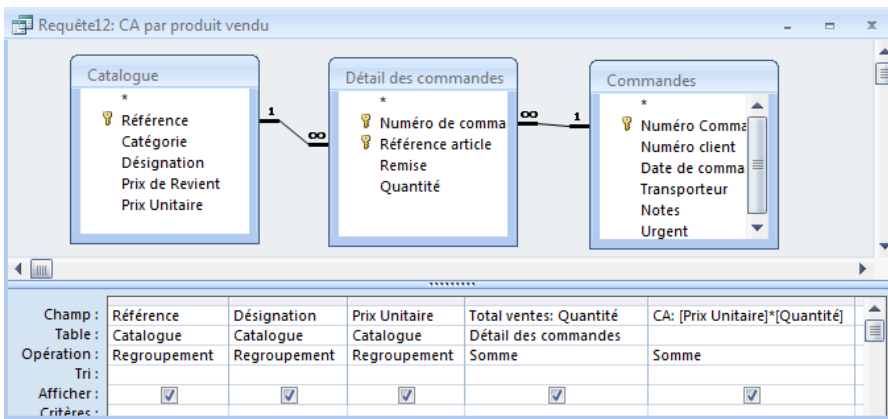 Requête12: CA par produit vendu
Catalogue
*
Référence
Catégorie
Désignation
Prix de Revient
Prix Unitaire
1
∞
Détail des commandes
*
Numéro de comma
Référence article
Remise
Quantité
∞
1
Commandes
*
Numéro Comma
Numéro client
Date de comma
Transporteur
Notes
Urgent
Champ : Référence Désignation Prix Unitaire Total ventes: Quantité CA: [Prix Unitaire]*[Quantité]
Table : Catalogue Catalogue Catalogue Détail des commandes
Opération : Regroupement Regroupement Regroupement Somme Somme
Tri :
Afficher :
Critères :